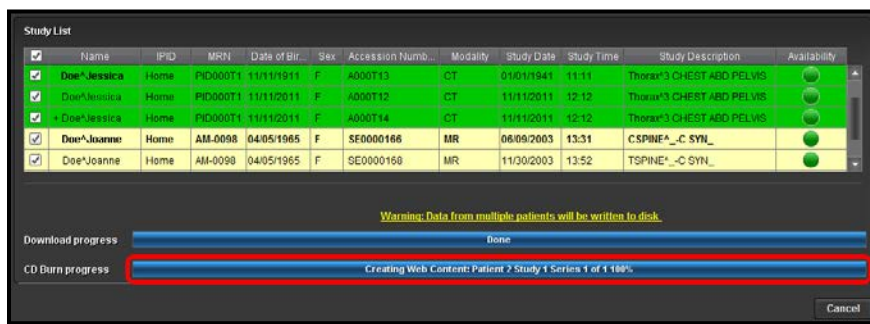 Study List
Name IPID MRN Date of Bir... Sex Accession Numb... Modality Study Date Study Time Study Description Availability
Doe^Jessica Home PID000T1 11/11/1911 F A000T13 CT 01/01/1941 11:11 Thorax^3 CHEST ABD PELVIS
Doe^Jessica Home PID000T1 11/11/2011 F A000T12 CT 11/11/2011 12:12 Thorax^3 CHEST ABD PELVIS
+ Doe^Jessica Home PID000T1 11/11/2011 F A000T14 CT 11/11/2011 12:12 Thorax^3 CHEST ABD PELVIS
Doe^Joanne Home AM-0098 04/05/1965 F SE0000166 MR 06/09/2003 13:31 CSPINE^_-C SYN_
Doe^Joanne Home AM-0098 04/05/1965 F SE0000168 MR 11/30/2003 13:52 TSPINE^_-C SYN_
Warning: Data from multiple patients will be written to disk.
Download progress Done
CD Burn progress Creating Web Content: Patient 2 Study 1 Series 1 of 1 100%
Cancel